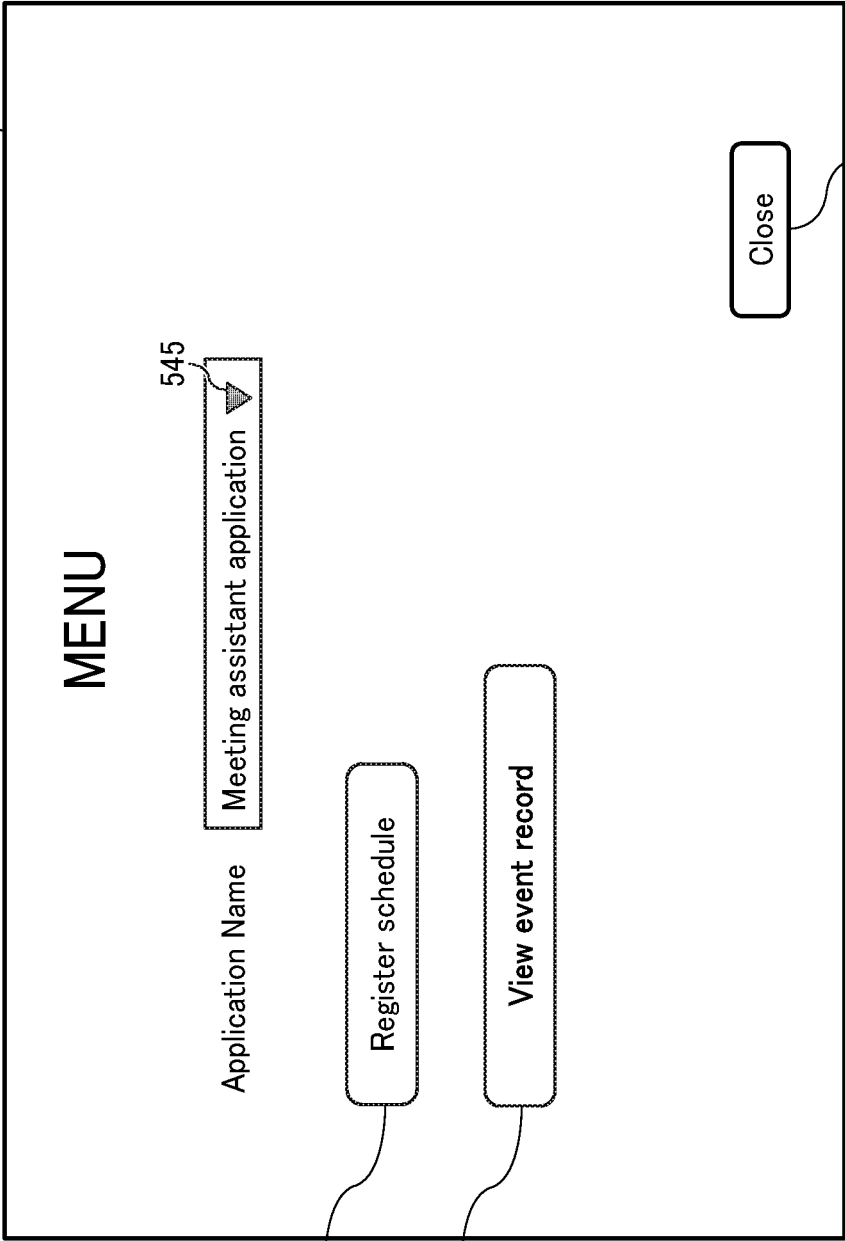 MENU
545
Application Name Meeting assistant application
Register schedule
View event record
Close